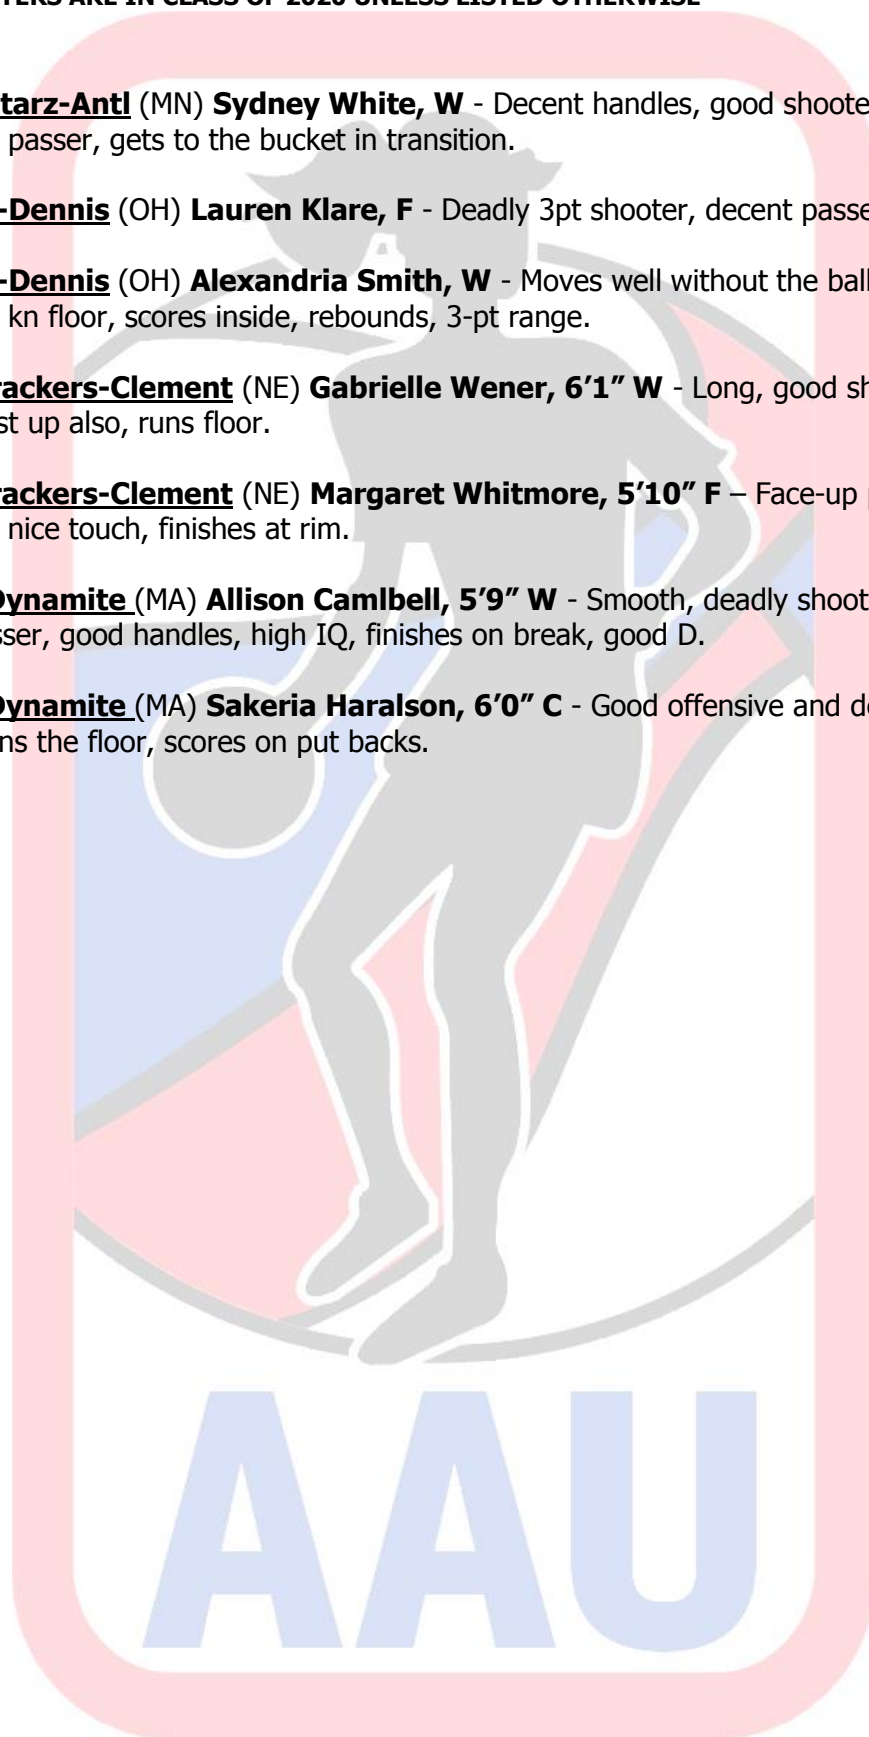 ERS ARE IN CLASS OF 2020 UNLESS LISTED OTHERWISE
tarz-Antl (MN) Sydney White, W - Decent handles, good shoote
passer, gets to the bucket in transition.
-Dennis (OH) Lauren Klare, F - Deadly 3pt shooter, decent passe
-Dennis (OH) Alexandria Smith, W - Moves well without the ball
kn floor, scores inside, rebounds, 3-pt range.
rackers-Clement (NE) Gabrielle Wener, 6’1” W - Long, good sh
st up also, runs floor.
rackers-Clement (NE) Margaret Whitmore, 5’10” F – Face-up p
nice touch, finishes at rim.
Dynamite (MA) Allison Camlbell, 5’9” W - Smooth, deadly shoot
sser, good handles, high IQ, finishes on break, good D.
Dynamite (MA) Sakeria Haralson, 6’0” C - Good offensive and de
ns the floor, scores on put backs.
AAU